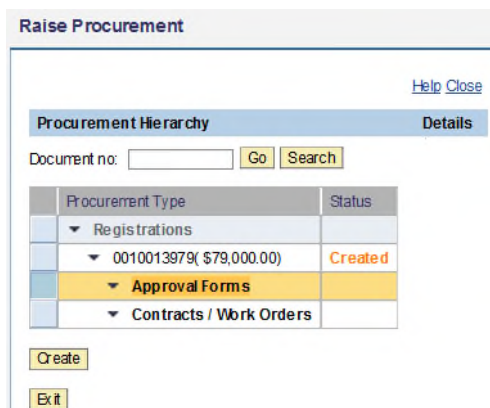 Raise Procurement
Help Close
Procurement Hierarchy Details
Document no: Go Search
Procurement Type Status
Registrations
0010013979( $79,000.00) Created
Approval Forms
Contracts / Work Orders
Create
Exit